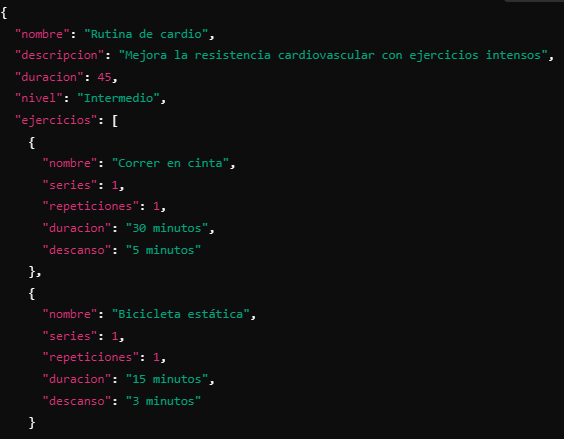 {
"nombre": "Rutina de cardio",
"descripcion": "Mejora la resistencia cardiovascular con ejercicios intensos",
"duracion": 45,
"nivel": "Intermedio",
"ejercicios": [
{
"nombre": "Correr en cinta",
"series": 1,
"repeticiones": 1,
"duracion": "30 minutos",
"descanso": "5 minutos"
},
{
"nombre": "Bicicleta estática",
"series": 1,
"repeticiones": 1,
"duracion": "15 minutos",
"descanso": "3 minutos"
}